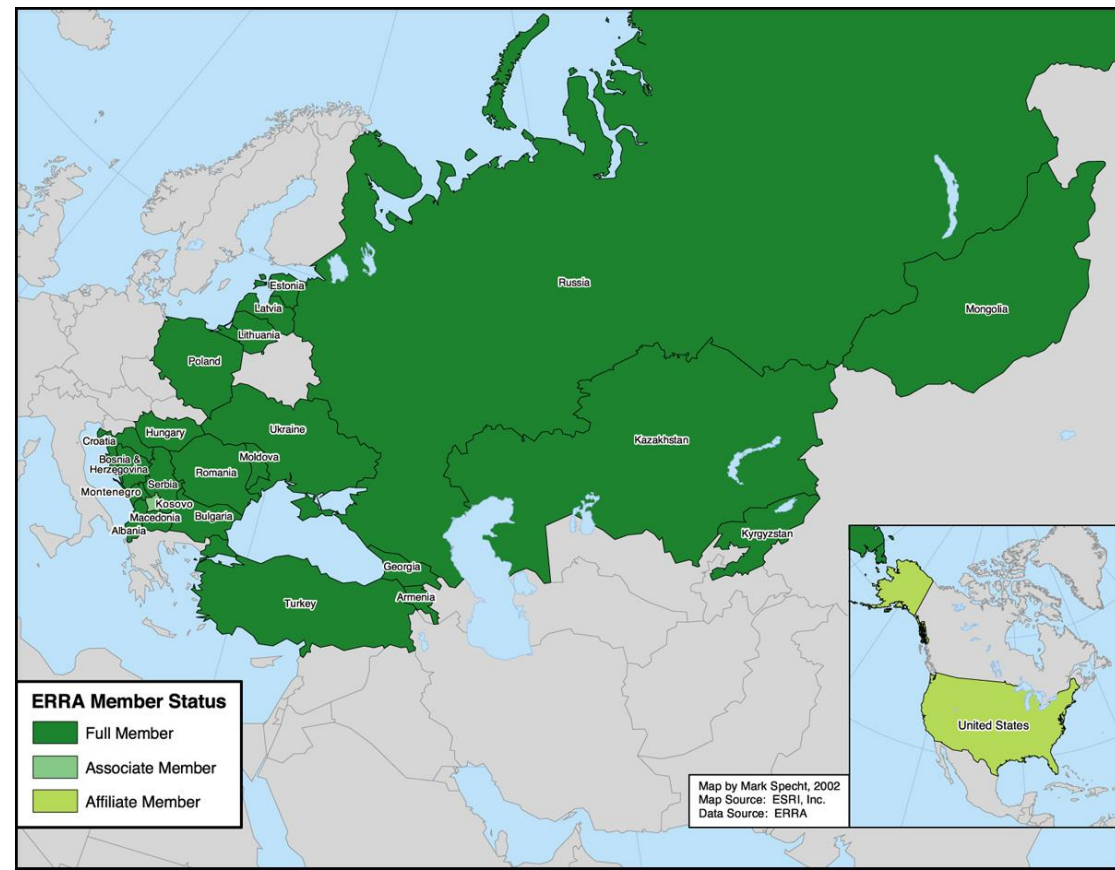 Estonia
Russia
Latvia
Mongolia
Lithuania
Poland
Ukraine
Hungary
Croatia
Kazakhstan
Moldova
Bosnia &
Herzegovina
Romania
Serbia
Montenegro
Kosovo
Macedonia
Bulgaria
Albania
Kyrgyzstan
Georgia
Armenia
Turkey
ERRA Member Status
Full Member
Associate Member
Affiliate Member
United States
Map by Mark Specht, 2002
Map Source: ESRI, Inc.
Data Source: ERRA